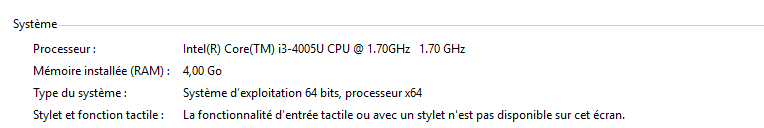 Système
Processeur : Intel(R) Core(TM) i3-4005U CPU @ 1.70GHz 1.70 GHz
Mémoire installée (RAM) : 4,00 Go
Type du système : Système d'exploitation 64 bits, processeur x64
Stylet et fonction tactile : La fonctionnalité d'entrée tactile ou avec un stylet n'est pas disponible sur cet écran.